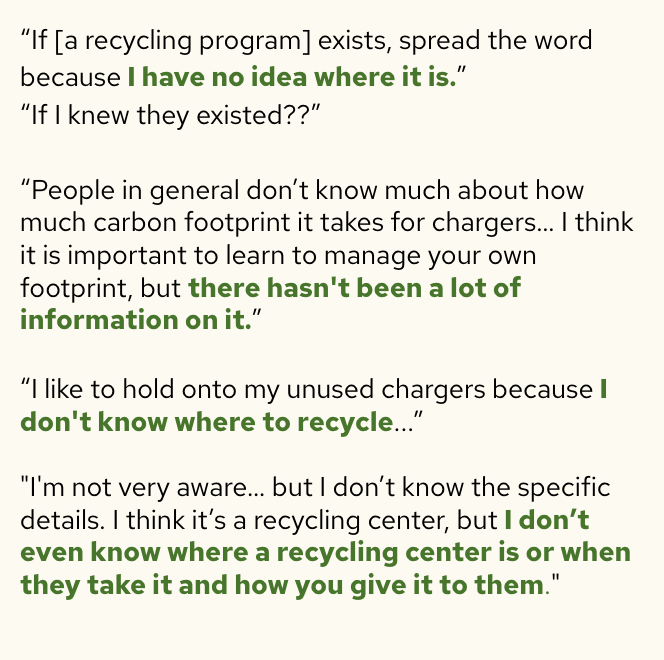 “If [a recycling program] exists, spread the word
because I have no idea where it is.”
“If I knew they existed??”
“People in general don’t know much about how
much carbon footprint it takes for chargers... I think
it is important to learn to manage your own
footprint, but there hasn't been a lot of
information on it.”
“I like to hold onto my unused chargers because I
don't know where to recycle...”
"I'm not very aware... but I don’t know the specific
details. I think it’s a recycling center, but I don’t
even know where a recycling center is or when
they take it and how you give it to them."